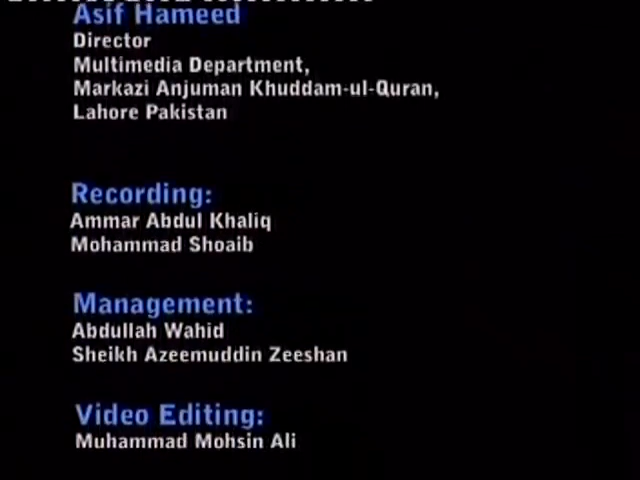 Asif Hameed
Director
Multimedia Department,
Markazi Anjuman Khuddam-ul-Quran,
Lahore Pakistan
Recording:
Ammar Abdul Khaliq
Mohammad Shoaib
Management:
Abdullah Wahid
Sheikh Azeemuddin Zeeshan
Video Editing:
Muhammad Mohsin Ali